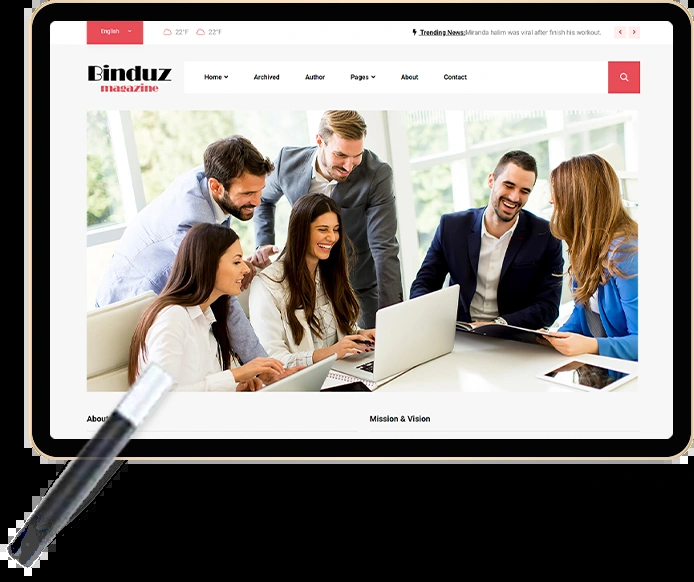 English
22°F 22°F
Trending News:Miranda halim was viral after finish his workout.
Binduz
magazine
Home Archived Author Pages About Contact
About
Mission & Vision